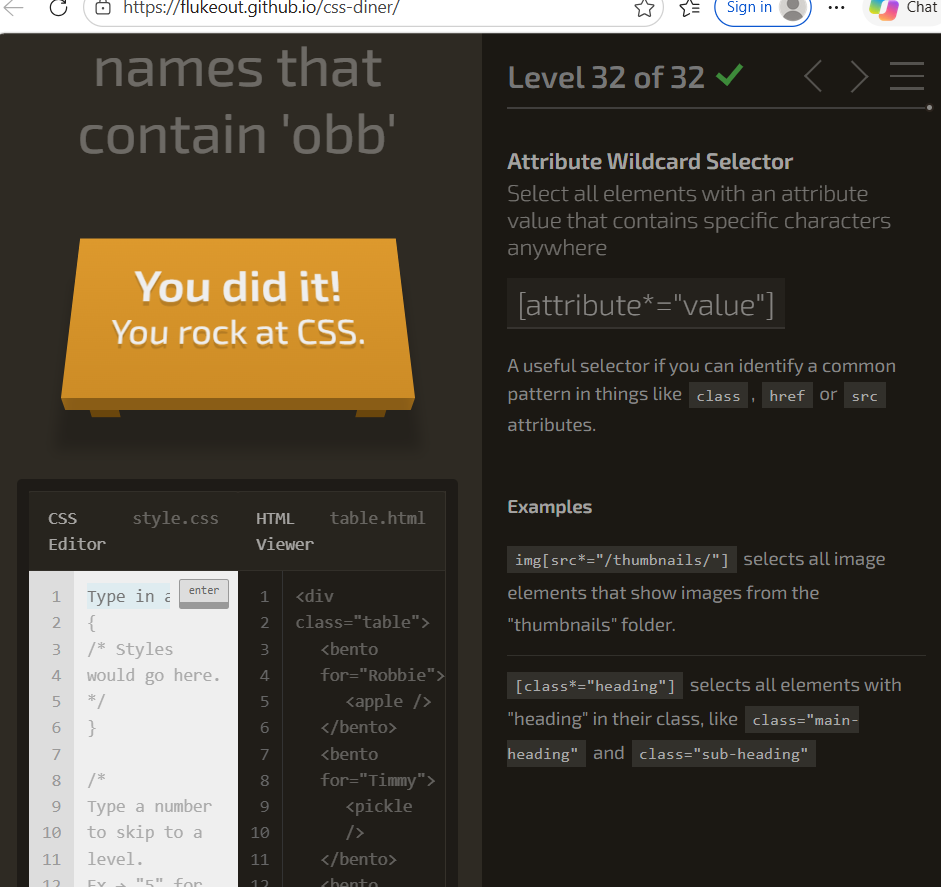 https://flukeout.github.io/css-diner/
Sign in
Chat
names that
contain 'obb'
You did it!
You rock at CSS.
CSS
Editor
style.css
HTML
Viewer
table.html
1 Type in a
enter
2 {
3 /* Styles
4 would go here.
5 */
6 }
7
8 /*
9 Type a number
10 to skip to a
11 level.
12 Ex → "5" for
1 <div
2 class="table">
3 <bento
4 for="Robbie">
5 <apple />
6 </bento>
7 <bento
8 for="Timmy">
9 <pickle
10 />
11 </bento>
12 <bento
Level 32 of 32
Attribute Wildcard Selector
Select all elements with an attribute
value that contains specific characters
anywhere
[attribute*="value"]
A useful selector if you can identify a common
pattern in things like class , href or src
attributes.
Examples
img[src*="/thumbnails/"] selects all image
elements that show images from the
"thumbnails" folder.
[class*="heading"] selects all elements with
"heading" in their class, like class="main-
heading" and class="sub-heading"